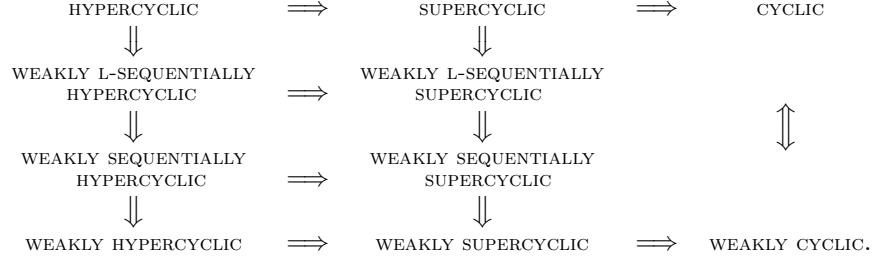 HYPERCYCLIC ⟹ SUPERCYCLIC ⟹ CYCLIC
⇓ ⇓
WEAKLY L-SEQUENTIALLY WEAKLY L-SEQUENTIALLY
HYPERCYCLIC ⟹ SUPERCYCLIC
⇓ ⇓ ⇕
WEAKLY SEQUENTIALLY WEAKLY SEQUENTIALLY
HYPERCYCLIC ⟹ SUPERCYCLIC
⇓ ⇓
WEAKLY HYPERCYCLIC ⟹ WEAKLY SUPERCYCLIC ⟹ WEAKLY CYCLIC.